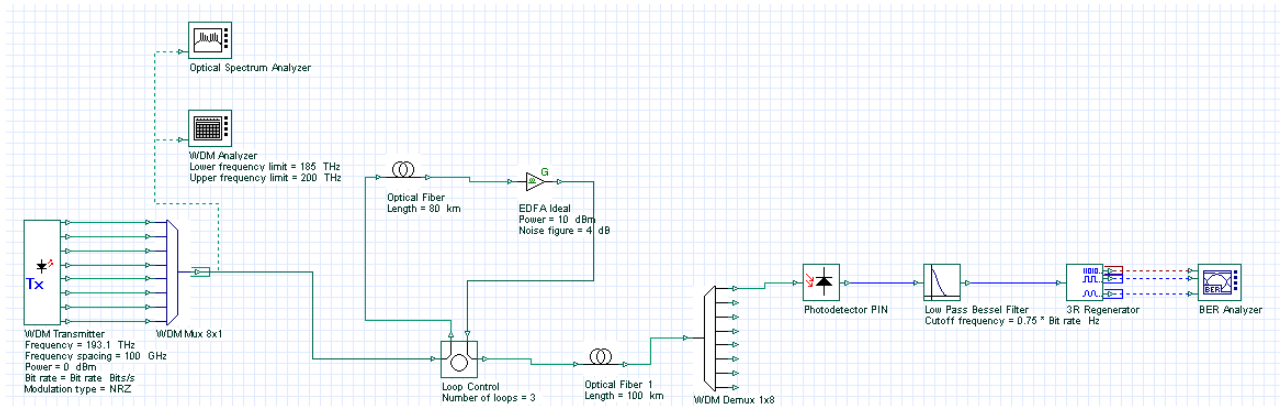 Optical Spectrum Analyzer
WDM Analyzer
Lower frequency limit = 185 THz
Upper frequency limit = 200 THz
Optical Fiber
Length = 80 km
G
EDFA Ideal
Power = 10 dBm
Noise figure = 4 dB
Tx
WDM Transmitter
Frequency = 193.1 THz
Frequency spacing = 100 GHz
Power = 0 dBm
Bit rate = Bit rate Bits/s
Modulation type = NRZ
WDM Mux 8x1
Loop Control
Number of loops = 3
Optical Fiber 1
Length = 100 km
WDM Demux 1x8
Photodetector PIN
Low Pass Bessel Filter
Cutoff frequency = 0.75 * Bit rate Hz
3R Regenerator
BER
BER Analyzer